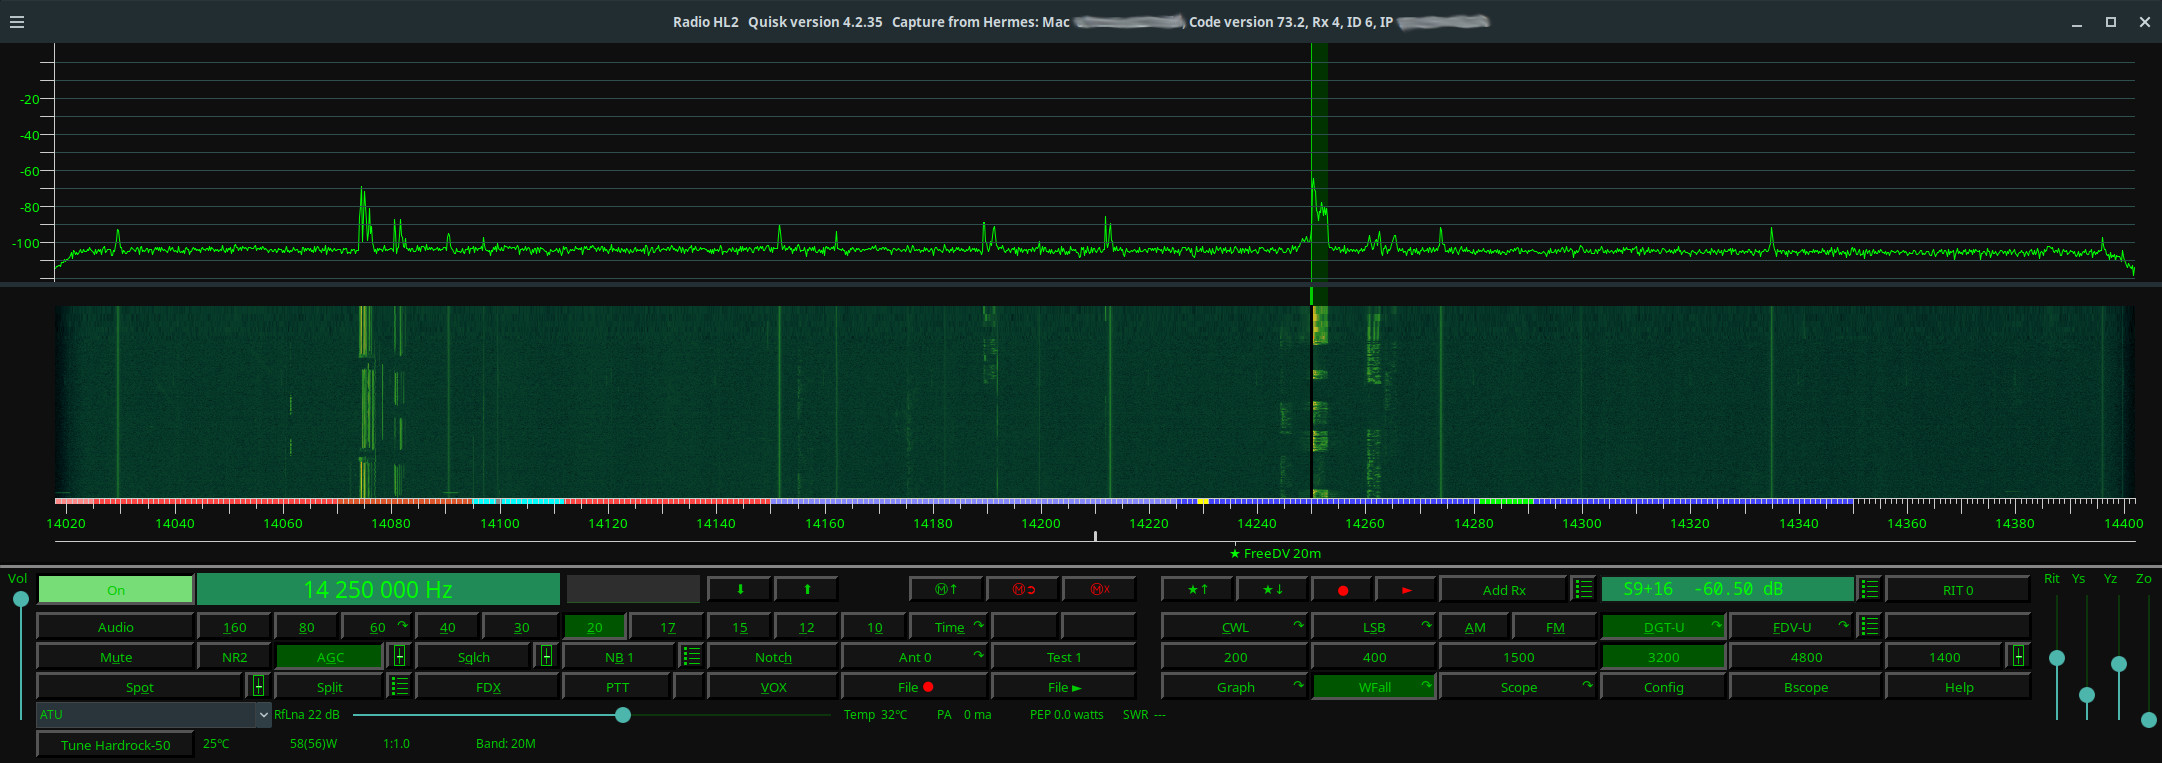 Radio HL2 Quisk version 4.2.35 Capture from Hermes: Mac , Code version 73.2, Rx 4, ID 6, IP
-20
-40
-60
-80
-100
14020 14040 14060 14080 14100 14120 14140 14160 14180 14200 14220 14240 14260 14280 14300 14320 14340 14360 14380 14400
★ FreeDV 20m
Vol On 14 250 000 Hz ⬇ ⬆ Ⓜ↑ Ⓜ⊃ Ⓜx ★↑ ★↓ ● ► Add Rx S9+16 -60.50 dB RIT 0 Rit Ys Yz Zo
Audio 160 80 60 40 30 20 17 15 12 10 Time CWL LSB AM FM DGT-U FDV-U
Mute NR2 AGC Sqlch NB 1 Notch Ant 0 Test 1 200 400 1500 3200 4800 1400
Spot Split FDX PTT VOX File ● File ► Graph WFall Scope Config Bscope Help
ATU RfLna 22 dB Temp 32°C PA 0 ma PEP 0.0 watts SWR ---
Tune Hardrock-50 25°C 58(56)W 1:1.0 Band: 20M